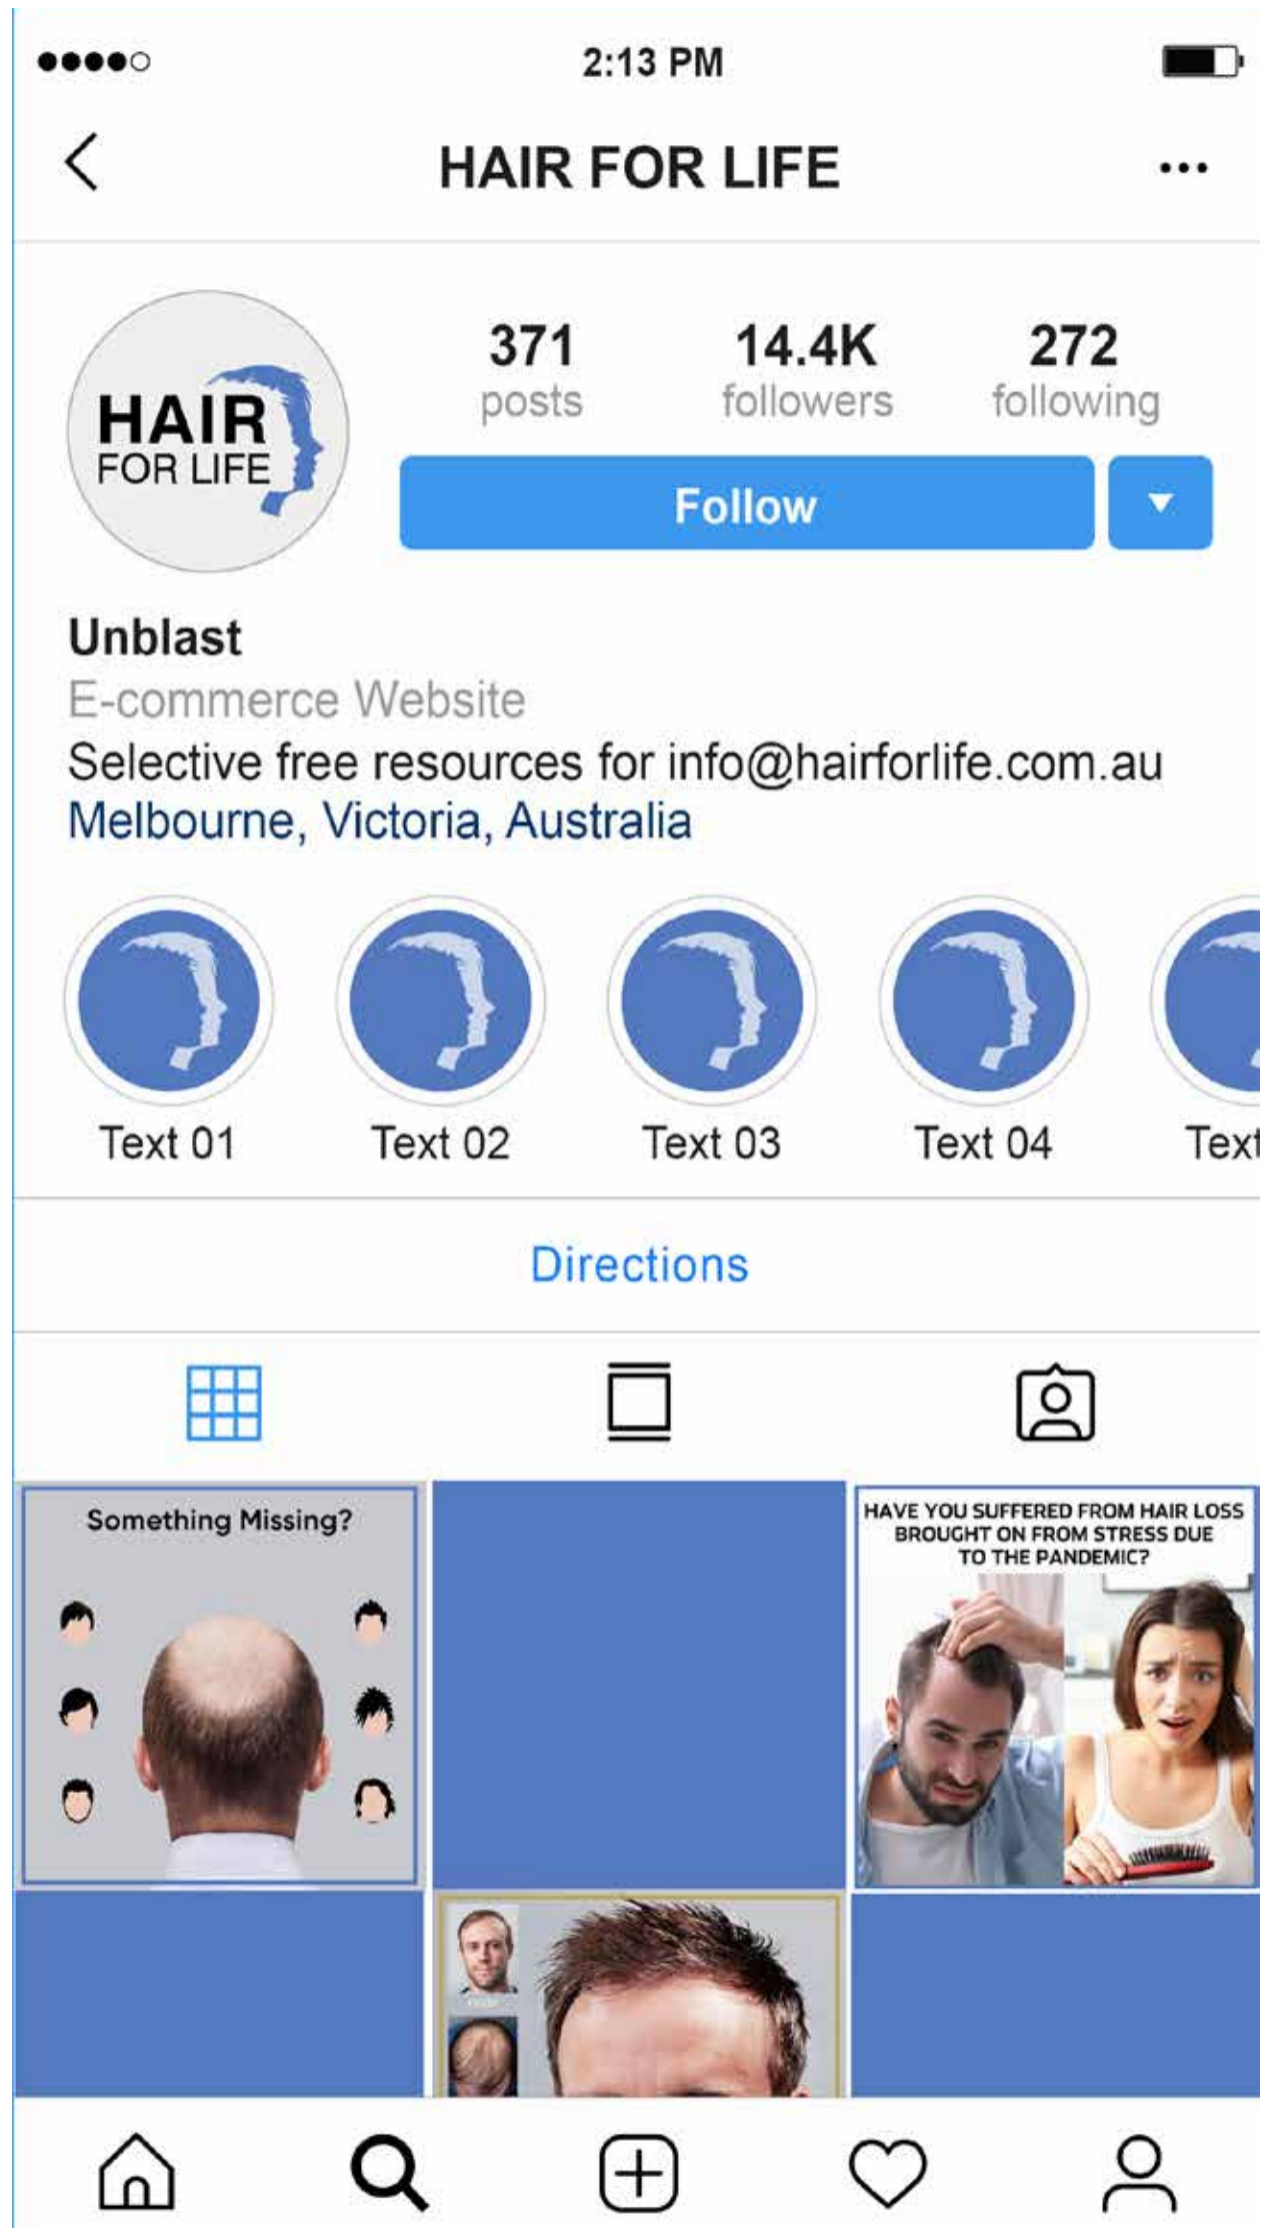 2:13 PM
HAIR FOR LIFE
HAIR
FOR LIFE
371
posts
14.4K
followers
272
following
Follow
Unblast
E-commerce Website
Selective free resources for info@hairforlife.com.au
Melbourne, Victoria, Australia
Text 01
Text 02
Text 03
Text 04
Text
Directions
Something Missing?
HAVE YOU SUFFERED FROM HAIR LOSS
BROUGHT ON FROM STRESS DUE
TO THE PANDEMIC?